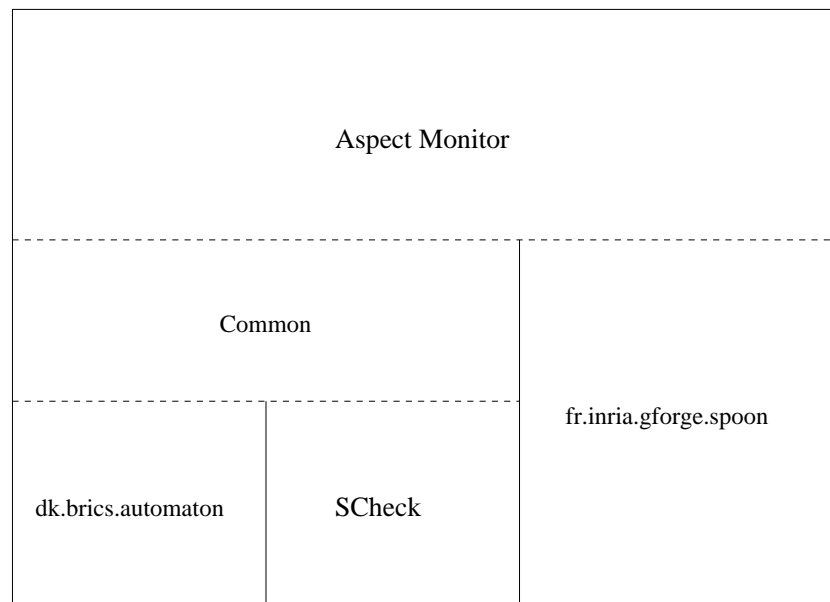 Aspect Monitor
Common
fr.inria.gforge.spoon
dk.brics.automaton
SCheck